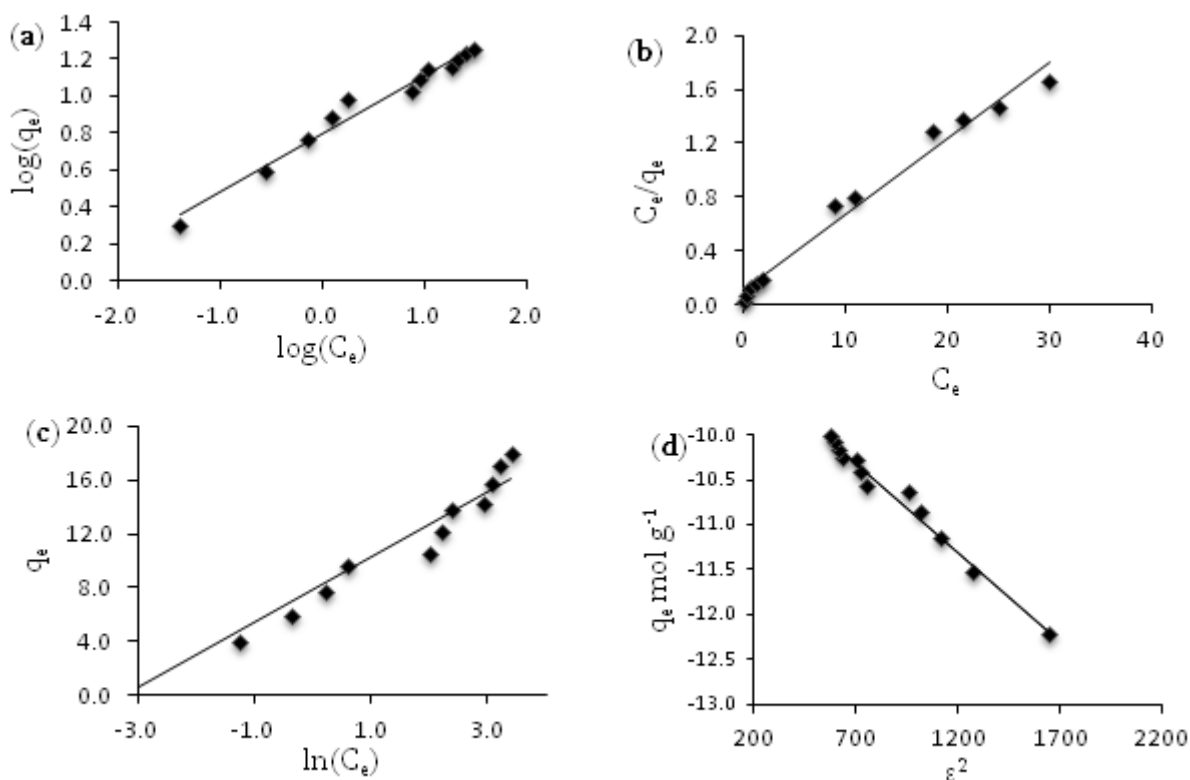 (a)
1.4
1.2
1.0
0.8
0.6
0.4
0.2
0.0
log(qₑ)
-2.0 -1.0 0.0 1.0 2.0
log(Cₑ)
(b)
2.0
1.6
1.2
0.8
0.4
0.0
Cₑ/qₑ
0 10 20 30 40
Cₑ
(c)
20.0
16.0
12.0
8.0
4.0
0.0
qₑ
-3.0 -1.0 1.0 3.0
ln(Cₑ)
(d)
-10.0
-10.5
-11.0
-11.5
-12.0
-12.5
-13.0
qₑ mol g⁻¹
200 700 1200 1700 2200
ε²